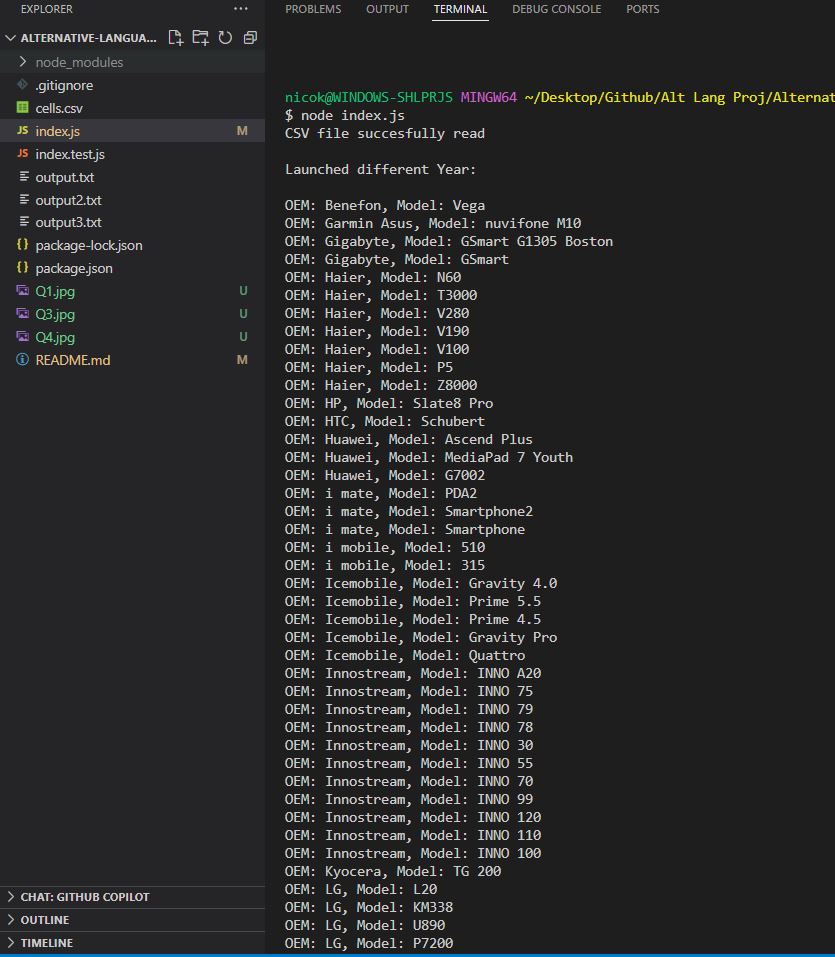 EXPLORER
ALTERNATIVE-LANGUA...
node_modules
.gitignore
cells.csv
JS index.js M
JS index.test.js
output.txt
output2.txt
output3.txt
{} package-lock.json
{} package.json
Q1.jpg U
Q3.jpg U
Q4.jpg U
README.md M
CHAT: GITHUB COPILOT
OUTLINE
TIMELINE
PROBLEMS OUTPUT TERMINAL DEBUG CONSOLE PORTS
nicok@WINDOWS-SHLPRJS MINGW64 ~/Desktop/Github/Alt Lang Proj/Alternat
$ node index.js
CSV file succesfully read
Launched different Year:
OEM: Benefon, Model: Vega
OEM: Garmin Asus, Model: nuvifone M10
OEM: Gigabyte, Model: GSmart G1305 Boston
OEM: Gigabyte, Model: GSmart
OEM: Haier, Model: N60
OEM: Haier, Model: T3000
OEM: Haier, Model: V280
OEM: Haier, Model: V190
OEM: Haier, Model: V100
OEM: Haier, Model: P5
OEM: Haier, Model: Z8000
OEM: HP, Model: Slate8 Pro
OEM: HTC, Model: Schubert
OEM: Huawei, Model: Ascend Plus
OEM: Huawei, Model: MediaPad 7 Youth
OEM: Huawei, Model: G7002
OEM: i mate, Model: PDA2
OEM: i mate, Model: Smartphone2
OEM: i mate, Model: Smartphone
OEM: i mobile, Model: 510
OEM: i mobile, Model: 315
OEM: Icemobile, Model: Gravity 4.0
OEM: Icemobile, Model: Prime 5.5
OEM: Icemobile, Model: Prime 4.5
OEM: Icemobile, Model: Gravity Pro
OEM: Icemobile, Model: Quattro
OEM: Innostream, Model: INNO A20
OEM: Innostream, Model: INNO 75
OEM: Innostream, Model: INNO 79
OEM: Innostream, Model: INNO 78
OEM: Innostream, Model: INNO 30
OEM: Innostream, Model: INNO 55
OEM: Innostream, Model: INNO 70
OEM: Innostream, Model: INNO 99
OEM: Innostream, Model: INNO 120
OEM: Innostream, Model: INNO 110
OEM: Innostream, Model: INNO 100
OEM: Kyocera, Model: TG 200
OEM: LG, Model: L20
OEM: LG, Model: KM338
OEM: LG, Model: U890
OEM: LG, Model: P7200